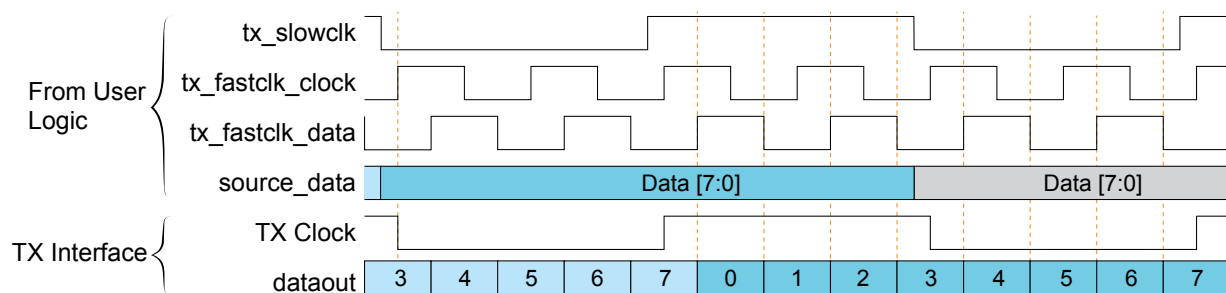 From User
Logic
tx_slowclk
tx_fastclk_clock
tx_fastclk_data
source_data
Data [7:0]
Data [7:0]
TX Interface
TX Clock
dataout
3 4 5 6 7 0 1 2 3 4 5 6 7